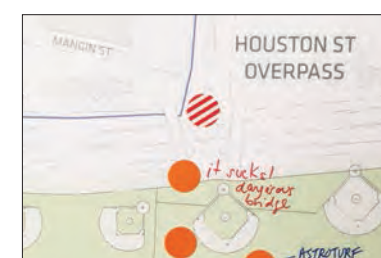 MANGIN ST
HOUSTON ST
OVERPASS
it sucks!
dangerous
bridge
ASTROTURF